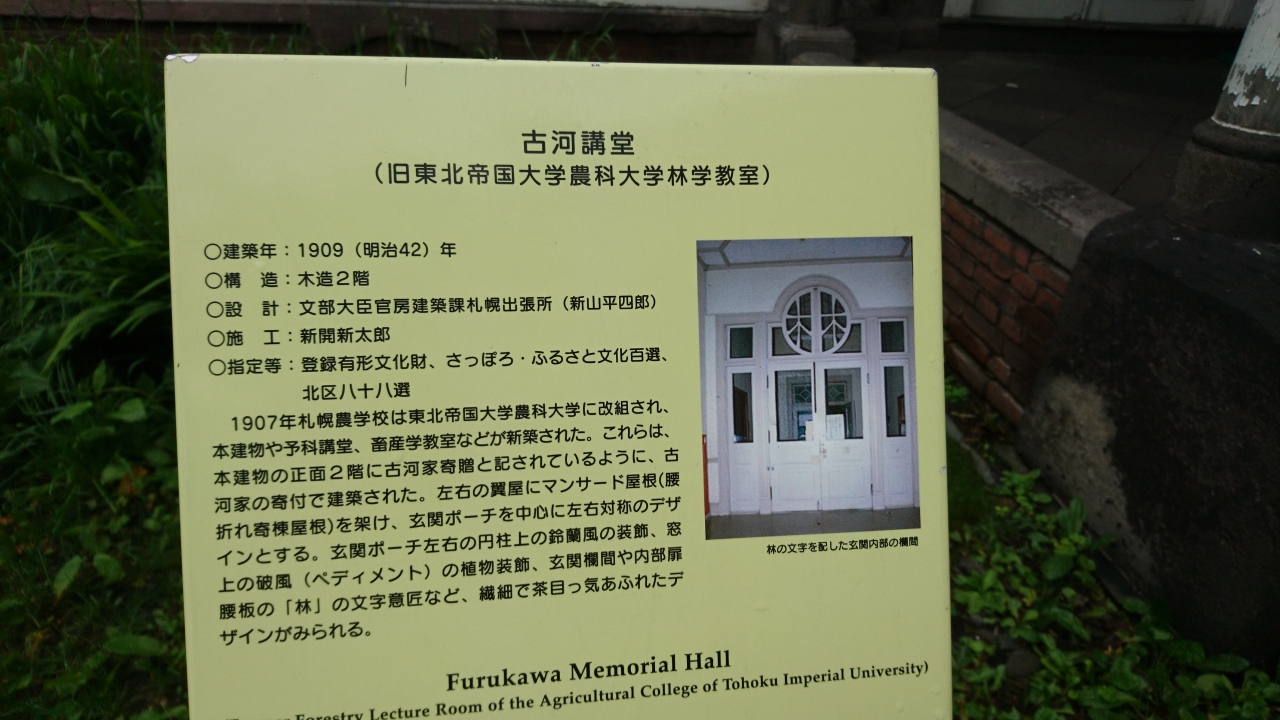 古河講堂
（旧東北帝国大学農科大学林学教室）
○建築年：1909（明治42）年
○構　造：木造２階
○設　計：文部大臣官房建築課札幌出張所（新山平四郎）
○施　工：新開新太郎
○指定等：登録有形文化財、さっぽろ・ふるさと文化百選、
北区八十八選
1907年札幌農学校は東北帝国大学農科大学に改組され、
本建物や予科講堂、畜産学教室などが新築された。これらは、
本建物の正面２階に古河家寄贈と記されているように、古
河家の寄付で建築された。左右の翼屋にマンサード屋根(腰
折れ寄棟屋根)を架け、玄関ポーチを中心に左右対称のデザ
インとする。玄関ポーチ左右の円柱上の鈴蘭風の装飾、窓
上の破風（ペディメント）の植物装飾、玄関欄間や内部扉
腰板の「林」の文字意匠など、繊細で茶目っ気あふれたデ
ザインがみられる。
林の文字を配した玄関内部の欄間
Furukawa Memorial Hall
Forestry Lecture Room of the Agricultural College of Tohoku Imperial University)